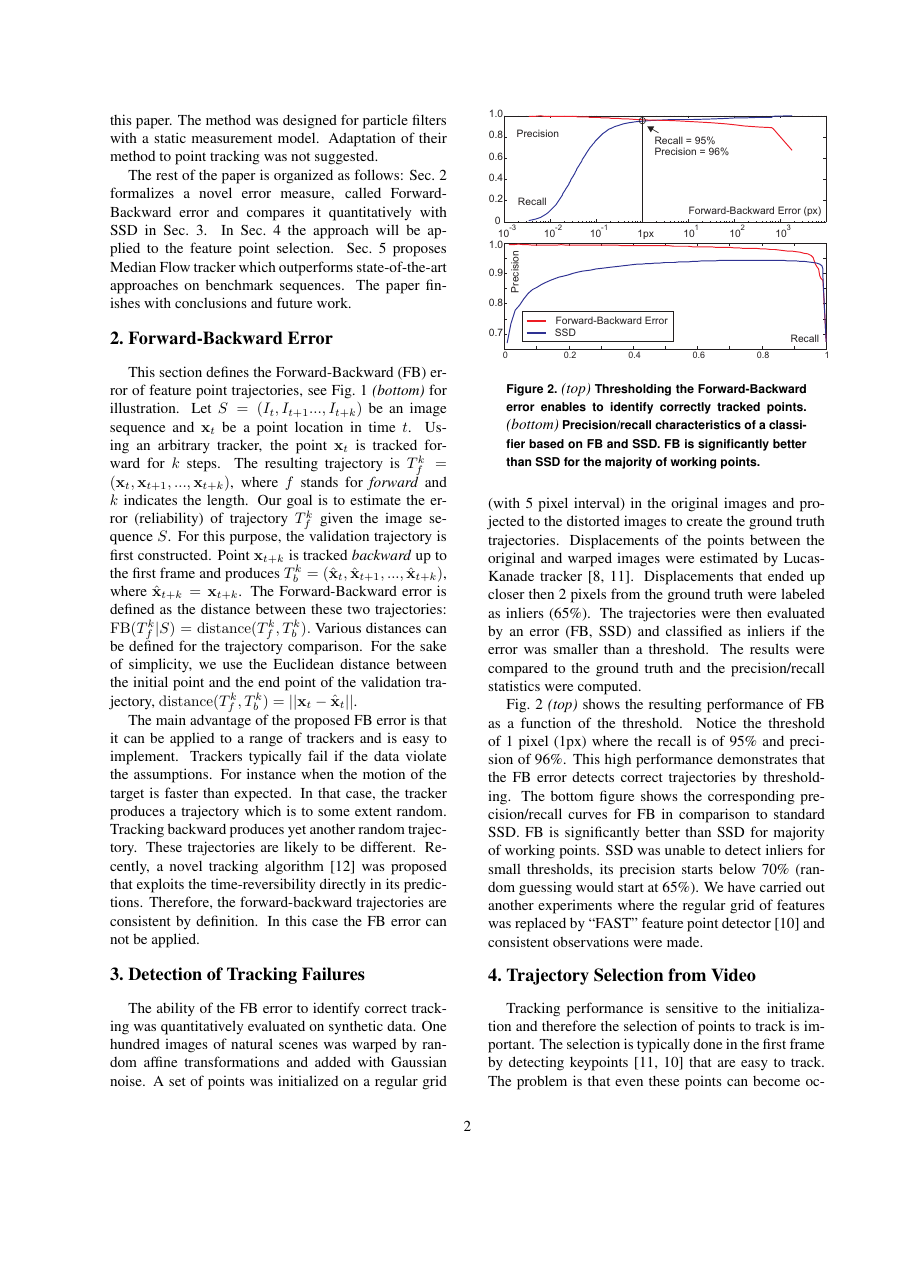 this paper. The method was designed for particle filters
with a static measurement model. Adaptation of their
method to point tracking was not suggested.
The rest of the paper is organized as follows: Sec. 2
formalizes a novel error measure, called Forward-
Backward error and compares it quantitatively with
SSD in Sec. 3. In Sec. 4 the approach will be ap-
plied to the feature point selection. Sec. 5 proposes
Median Flow tracker which outperforms state-of-the-art
approaches on benchmark sequences. The paper fin-
ishes with conclusions and future work.
2. Forward-Backward Error
This section defines the Forward-Backward (FB) er-
ror of feature point trajectories, see Fig. 1 (bottom) for
illustration. Let S = (I_t, I_{t+1}..., I_{t+k}) be an image
sequence and x_t be a point location in time t. Us-
ing an arbitrary tracker, the point x_t is tracked for-
ward for k steps. The resulting trajectory is T_f^k =
(x_t, x_{t+1}, ..., x_{t+k}), where f stands for forward and
k indicates the length. Our goal is to estimate the er-
ror (reliability) of trajectory T_f^k given the image se-
quence S. For this purpose, the validation trajectory is
first constructed. Point x_{t+k} is tracked backward up to
the first frame and produces T_b^k = (x̂_t, x̂_{t+1}, ..., x̂_{t+k}),
where x̂_{t+k} = x_{t+k}. The Forward-Backward error is
defined as the distance between these two trajectories:
FB(T_f^k|S) = distance(T_f^k, T_b^k). Various distances can
be defined for the trajectory comparison. For the sake
of simplicity, we use the Euclidean distance between
the initial point and the end point of the validation tra-
jectory, distance(T_f^k, T_b^k) = ||x_t − x̂_t||.
The main advantage of the proposed FB error is that
it can be applied to a range of trackers and is easy to
implement. Trackers typically fail if the data violate
the assumptions. For instance when the motion of the
target is faster than expected. In that case, the tracker
produces a trajectory which is to some extent random.
Tracking backward produces yet another random trajec-
tory. These trajectories are likely to be different. Re-
cently, a novel tracking algorithm [12] was proposed
that exploits the time-reversibility directly in its predic-
tions. Therefore, the forward-backward trajectories are
consistent by definition. In this case the FB error can
not be applied.
3. Detection of Tracking Failures
The ability of the FB error to identify correct track-
ing was quantitatively evaluated on synthetic data. One
hundred images of natural scenes was warp by ran-
dom affine transformations and added with Gaussian
noise. A set of points was initialized on a regular grid
1.0
0.8
0.6
0.4
0.2
0
Precision
Recall = 95%
Precision = 96%
Recall
Forward-Backward Error (px)
10^-3 10^-2 10^-1 1px 10^1 10^2 10^3
1.0
0.9
0.8
0.7
Precision
Forward-Backward Error
SSD
Recall
0 0.2 0.4 0.6 0.8 1
Figure 2. (top) Thresholding the Forward-Backward
error enables to identify correctly tracked points.
(bottom) Precision/recall characteristics of a classi-
fier based on FB and SSD. FB is significantly better
than SSD for the majority of working points.
(with 5 pixel interval) in the original images and pro-
jected to the distorted images to create the ground truth
trajectories. Displacements of the points between the
original and warped images were estimated by Lucas-
Kanade tracker [8, 11]. Displacements that ended up
closer then 2 pixels from the ground truth were labeled
as inliers (65%). The trajectories were then evaluated
by an error (FB, SSD) and classified as inliers if the
error was smaller than a threshold. The results were
compared to the ground truth and the precision/recall
statistics were computed.
Fig. 2 (top) shows the resulting performance of FB
as a function of the threshold. Notice the threshold
of 1 pixel (1px) where the recall is of 95% and preci-
sion of 96%. This high performance demonstrates that
the FB error detects correct trajectories by threshold-
ing. The bottom figure shows the corresponding pre-
cision/recall curves for FB in comparison to standard
SSD. FB is significantly better than SSD for majority
of working points. SSD was unable to detect inliers for
small thresholds, its precision starts below 70% (ran-
dom guessing would start at 65%). We have carried out
another experiments where the regular grid of features
was replaced by “FAST” feature point detector [10] and
consistent observations were made.
4. Trajectory Selection from Video
Tracking performance is sensitive to the initializa-
tion and therefore the selection of points to track is im-
portant. The selection is typically done in the first frame
by detecting keypoints [11, 10] that are easy to track.
The problem is that even these points can become oc-
2